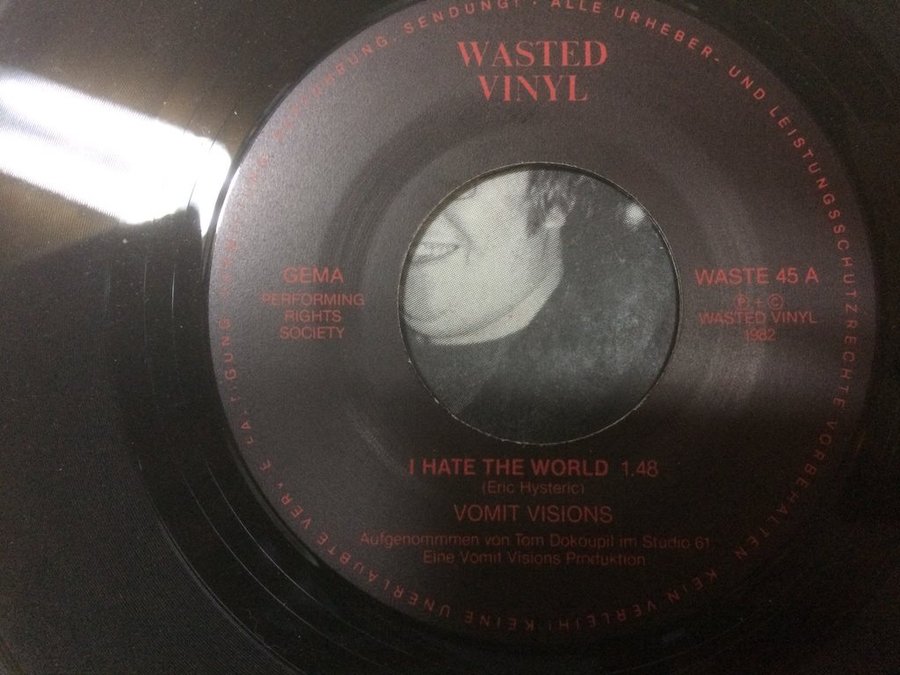 WASTED
VINYL
GEMA
PERFORMING
RIGHTS
SOCIETY
WASTE 45 A
Ⓟ + ©
WASTED VINYL
1982
I HATE THE WORLD 1.48
(Eric Hysteric)
VOMIT VISIONS
Aufgenommmen von Tom Dokoupil im Studio 61
Eine Vomit Visions Produktion
SENDUNG! · ALLE URHEBER- UND LEISTUNGSSCHUTZRECHTE VORBEHALTEN. KEIN VERLEIH! KEINE UNERLAUBTE